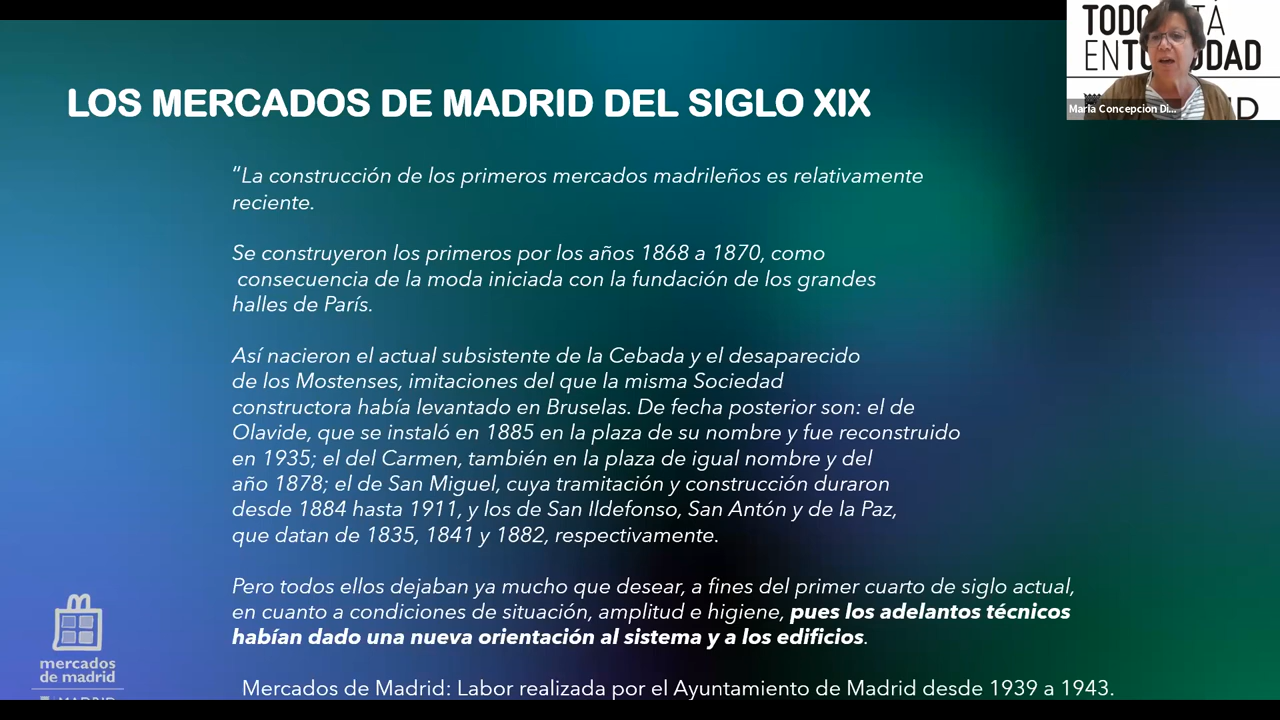 TODO TÁ
EN DAD
María Concepcion Di...
LOS MERCADOS DE MADRID DEL SIGLO XIX
"La construcción de los primeros mercados madrileños es relativamente
reciente.
Se construyeron los primeros por los años 1868 a 1870, como
consecuencia de la moda iniciada con la fundación de los grandes
halles de París.
Así nacieron el actual subsistente de la Cebada y el desaparecido
de los Mostenses, imitaciones del que la misma Sociedad
constructora había levantado en Bruselas. De fecha posterior son: el de
Olavide, que se instaló en 1885 en la plaza de su nombre y fue reconstruido
en 1935; el del Carmen, también en la plaza de igual nombre y del
año 1878; el de San Miguel, cuya tramitación y construcción duraron
desde 1884 hasta 1911, y los de San Ildefonso, San Antón y de la Paz,
que datan de 1835, 1841 y 1882, respectivamente.
Pero todos ellos dejaban ya mucho que desear, a fines del primer cuarto de siglo actual,
en cuanto a condiciones de situación, amplitud e higiene, pues los adelantos técnicos
habían dado una nueva orientación al sistema y a los edificios.
mercados
de madrid
MADRID
Mercados de Madrid: Labor realizada por el Ayuntamiento de Madrid desde 1939 a 1943.